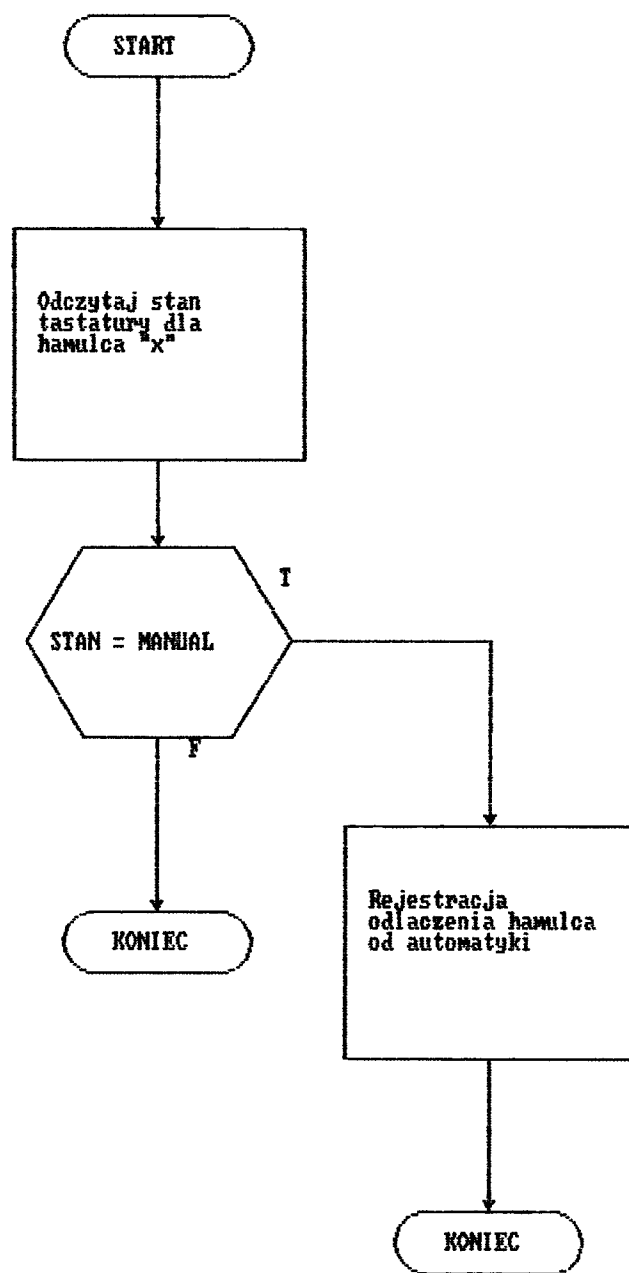 START
Odczytaj stan
tastatury dla
hamulca "x"
T
STAN = MANUAL
F
KONIEC
Rejestracja
odlaczenia hamulca
od automatyki
KONIEC